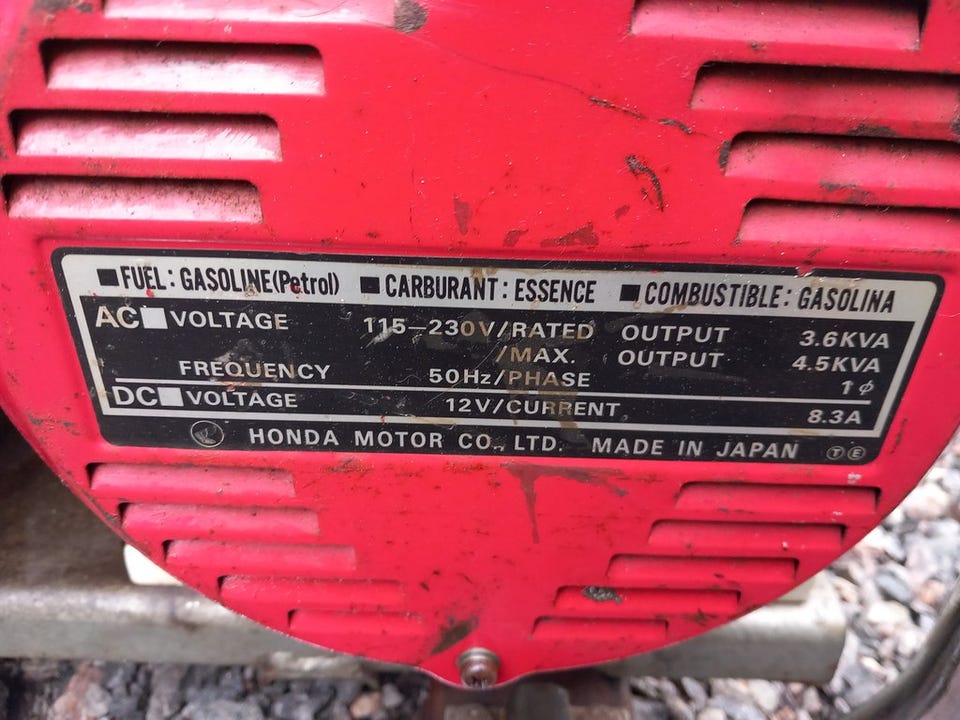 ■FUEL: GASOLINE(Petrol) ■CARBURANT: ESSENCE ■COMBUSTIBLE: GASOLINA
AC■VOLTAGE 115-230V/RATED OUTPUT 3.6KVA
/MAX. OUTPUT 4.5KVA
FREQUENCY 50Hz/PHASE 1φ
DC■VOLTAGE 12V/CURRENT 8.3A
HONDA MOTOR CO., LTD. MADE IN JAPAN ⓉⒺ